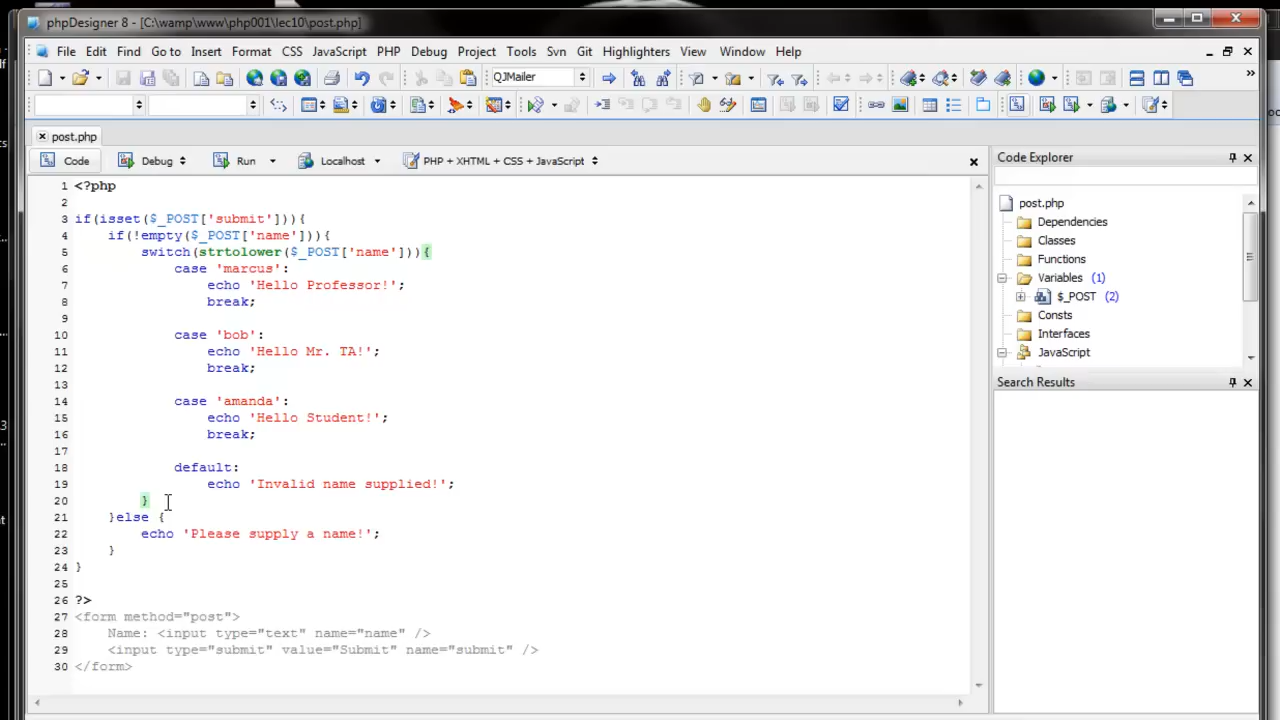 phpDesigner 8 - [C:\wamp\www\php001\lec10\post.php]
File Edit Find Go to Insert Format CSS JavaScript PHP Debug Project Tools Svn Git Highlighters View Window Help
QJMailer
post.php
Code Debug Run Localhost PHP + XHTML + CSS + JavaScript
1 <?php
2
3 if(isset($_POST['submit'])){
4 if(!empty($_POST['name'])){
5 switch(strtolower($_POST['name'])){
6 case 'marcus':
7 echo 'Hello Professor!';
8 break;
9
10 case 'bob':
11 echo 'Hello Mr. TA!';
12 break;
13
14 case 'amanda':
15 echo 'Hello Student!';
16 break;
17
18 default:
19 echo 'Invalid name supplied!';
20 }
21 }else {
22 echo 'Please supply a name!';
23 }
24 }
25
26 ?>
27 <form method="post">
28 Name: <input type="text" name="name" />
29 <input type="submit" value="Submit" name="submit" />
30 </form>
Code Explorer
post.php
Dependencies
Classes
Functions
Variables (1)
$_POST (2)
Consts
Interfaces
JavaScript
Search Results